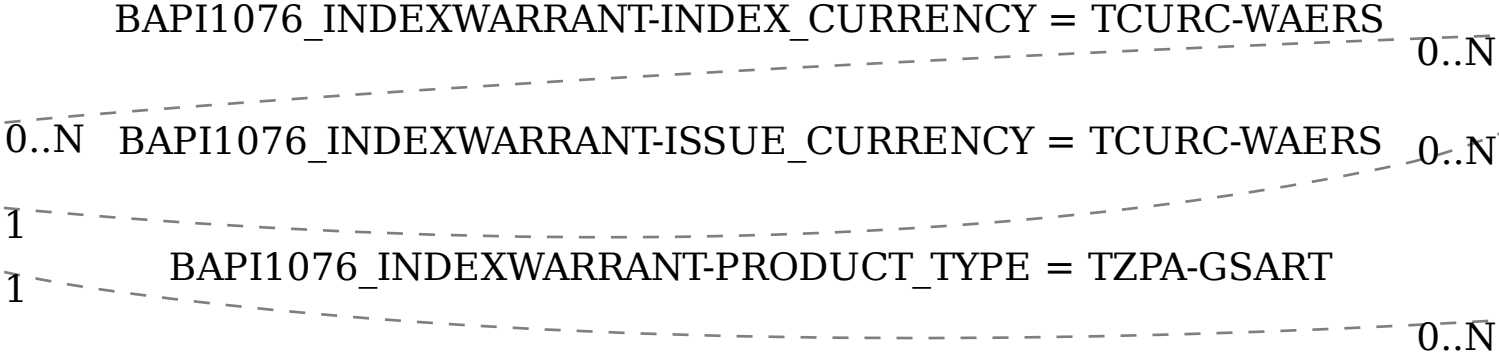 BAPI1076_INDEXWARRANT-INDEX_CURRENCY = TCURC-WAERS
0..N
0..N BAPI1076_INDEXWARRANT-ISSUE_CURRENCY = TCURC-WAERS 0..N
1
BAPI1076_INDEXWARRANT-PRODUCT_TYPE = TZPA-GSART
1
0..N